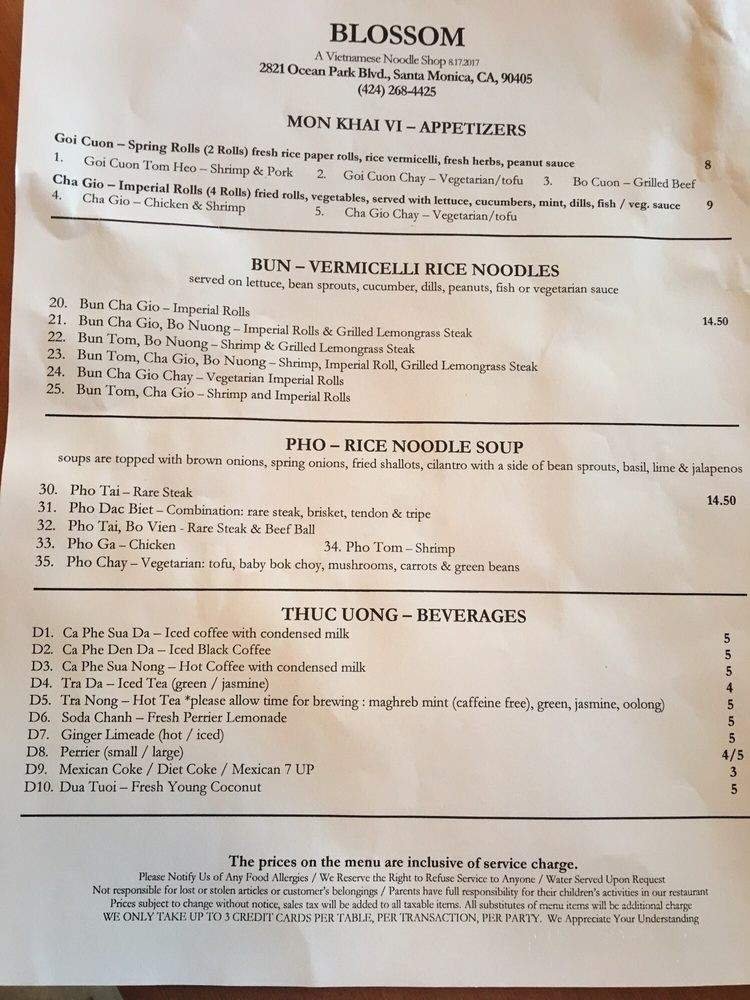 BLOSSOM
A Vietnamese Noodle Shop 8.17.2017
2821 Ocean Park Blvd., Santa Monica, CA, 90405
(424) 268-4425
MON KHAI VI – APPETIZERS
Goi Cuon – Spring Rolls (2 Rolls) fresh rice paper rolls, rice vermicelli, fresh herbs, peanut sauce 8
1. Goi Cuon Tom Heo – Shrimp & Pork 2. Goi Cuon Chay – Vegetarian/tofu 3. Bo Cuon – Grilled Beef
Cha Gio – Imperial Rolls (4 Rolls) fried rolls, vegetables, served with lettuce, cucumbers, mint, dills, fish / veg. sauce 9
4. Cha Gio – Chicken & Shrimp 5. Cha Gio Chay – Vegetarian/tofu
BUN – VERMICELLI RICE NOODLES
served on lettuce, bean sprouts, cucumber, dills, peanuts, fish or vegetarian sauce
20. Bun Cha Gio – Imperial Rolls 14.50
21. Bun Cha Gio, Bo Nuong – Imperial Rolls & Grilled Lemongrass Steak
22. Bun Tom, Bo Nuong – Shrimp & Grilled Lemongrass Steak
23. Bun Tom, Cha Gio, Bo Nuong – Shrimp, Imperial Roll, Grilled Lemongrass Steak
24. Bun Cha Gio Chay – Vegetarian Imperial Rolls
25. Bun Tom, Cha Gio – Shrimp and Imperial Rolls
PHO – RICE NOODLE SOUP
soups are topped with brown onions, spring onions, fried shallots, cilantro with a side of bean sprouts, basil, lime & jalapenos
30. Pho Tai – Rare Steak 14.50
31. Pho Dac Biet – Combination: rare steak, brisket, tendon & tripe
32. Pho Tai, Bo Vien - Rare Steak & Beef Ball
33. Pho Ga – Chicken 34. Pho Tom – Shrimp
35. Pho Chay – Vegetarian: tofu, baby bok choy, mushrooms, carrots & green beans
THUC UONG – BEVERAGES
D1. Ca Phe Sua Da – Iced coffee with condensed milk 5
D2. Ca Phe Den Da – Iced Black Coffee 5
D3. Ca Phe Sua Nong – Hot Coffee with condensed milk 5
D4. Tra Da – Iced Tea (green / jasmine) 4
D5. Tra Nong – Hot Tea *please allow time for brewing : maghreb mint (caffeine free), green, jasmine, oolong) 5
D6. Soda Chanh – Fresh Perrier Lemonade 5
D7. Ginger Limeade (hot / iced) 5
D8. Perrier (small / large) 4/5
D9. Mexican Coke / Diet Coke / Mexican 7 UP 3
D10. Dua Tuoi – Fresh Young Coconut 5
The prices on the menu are inclusive of service charge.
Please Notify Us of Any Food Allergies / We Reserve the Right to Refuse Service to Anyone / Water Served Upon Request
Not responsible for lost or stolen articles or customer's belongings / Parents have full responsibility for their children's activities in our restaurant
Prices subject to change without notice, sales tax will be added to all taxable items. All substitutes of menu items will be additional charge
WE ONLY TAKE UP TO 3 CREDIT CARDS PER TABLE, PER TRANSACTION, PER PARTY. We Appreciate Your Understanding